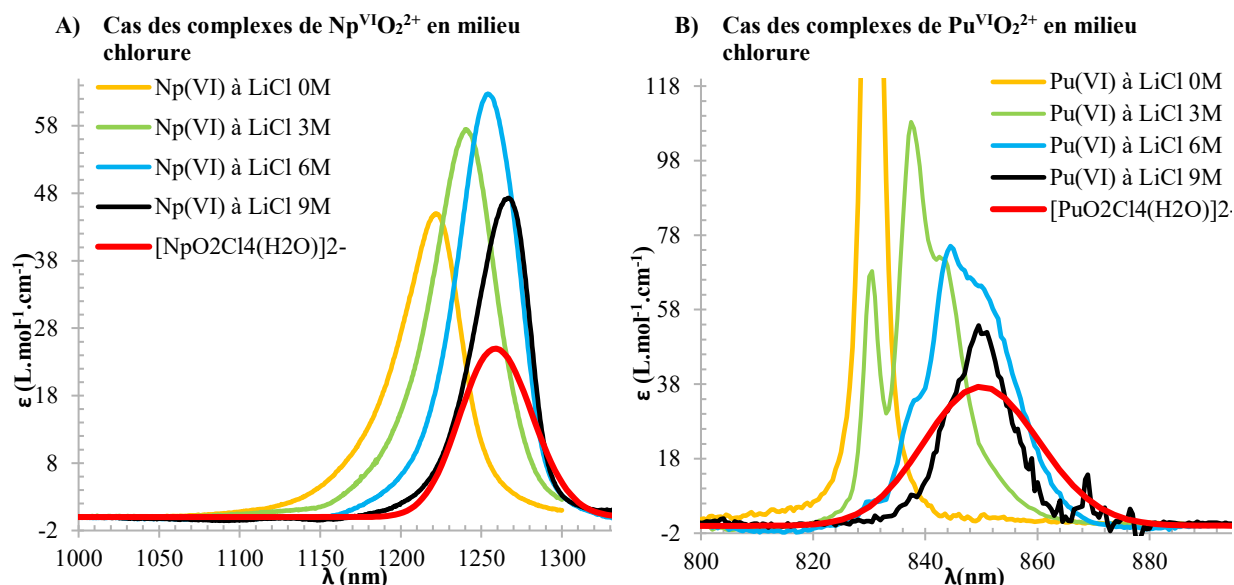 A) Cas des complexes de Np^VI O₂²⁺ en milieu
chlorure
Np(VI) à LiCl 0M
Np(VI) à LiCl 3M
Np(VI) à LiCl 6M
Np(VI) à LiCl 9M
[NpO2Cl4(H2O)]2-
ε (L.mol⁻¹.cm⁻¹)
58
48
38
28
18
8
-2
1000 1050 1100 1150 1200 1250 1300
λ (nm)
B) Cas des complexes de Pu^VI O₂²⁺ en milieu
chlorure
Pu(VI) à LiCl 0M
Pu(VI) à LiCl 3M
Pu(VI) à LiCl 6M
Pu(VI) à LiCl 9M
[PuO2Cl4(H2O)]2-
ε (L.mol⁻¹.cm⁻¹)
118
98
78
58
38
18
-2
800 820 840 860 880
λ(nm)